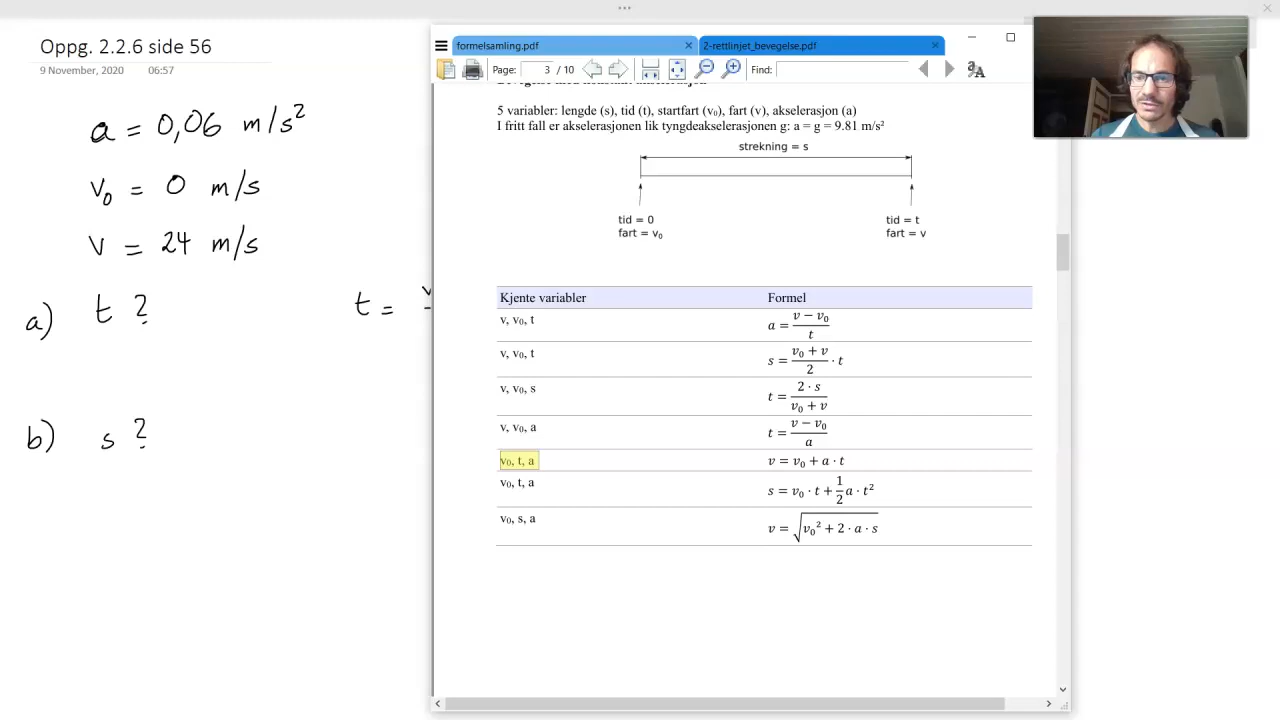 Oppg. 2.2.6 side 56
9 November, 2020 06:57
a = 0,06 m/s²
v₀ = 0 m/s
v = 24 m/s
a) t ?
t =
b) s ?
formelsamling.pdf
2-rettlinjet_bevegelse.pdf
Page: 3 / 10
Find:
5 variabler: lengde (s), tid (t), startfart (v₀), fart (v), akselerasjon (a)
I fritt fall er akselerasjonen lik tyngdeakselerasjonen g: a = g = 9.81 m/s²
strekning = s
tid = 0
fart = v₀
tid = t
fart = v
Kjente variabler Formel
v, v₀, t a = (v − v₀)/t
v, v₀, t s = (v₀ + v)/2 · t
v, v₀, s t = (2 · s)/(v₀ + v)
v, v₀, a t = (v − v₀)/a
v₀, t, a v = v₀ + a · t
v₀, t, a s = v₀ · t + 1/2 a · t²
v₀, s, a v = √(v₀² + 2 · a · s)